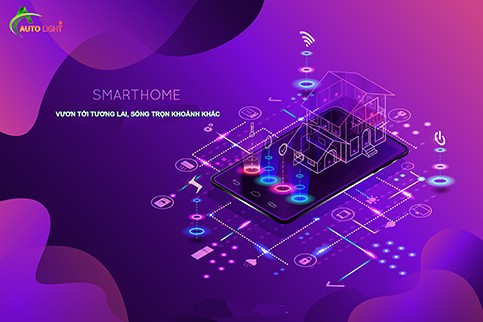 AUTO LIGHT
SMARTHOME
VƯƠN TỚI TƯƠNG LAI, SỐNG TRỌN KHOẢNH KHẮC